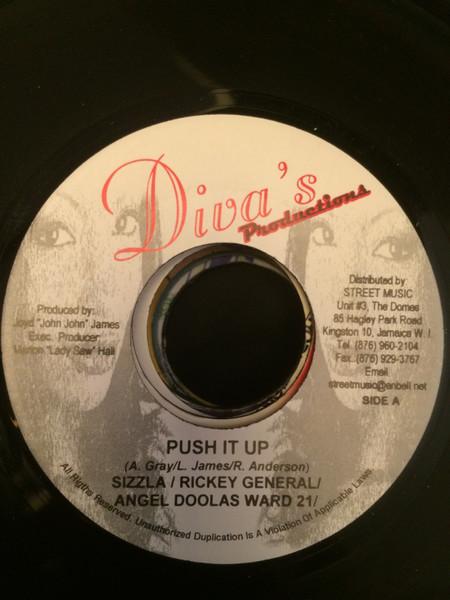 Diva's
Productions
Produced by:
Joyd "John John" James
Exec. Producer
Marion "Lady Saw" Hall
Distributed by
STREET MUSIC
Unit #3, The Domes
85 Hagley Park Road
Kingston 10, Jamaica W. I.
Tel. (876) 960-2104
Fax. (876) 929-3767
Email
streetmusic@anbell.net
SIDE A
PUSH IT UP
(A. Gray/L. James/R. Anderson)
SIZZLA / RICKEY GENERAL/
ANGEL DOOLAS WARD 21/
All Rigths Reserved. Unauthorized Duplication Is A Violation Of Applicable Laws.